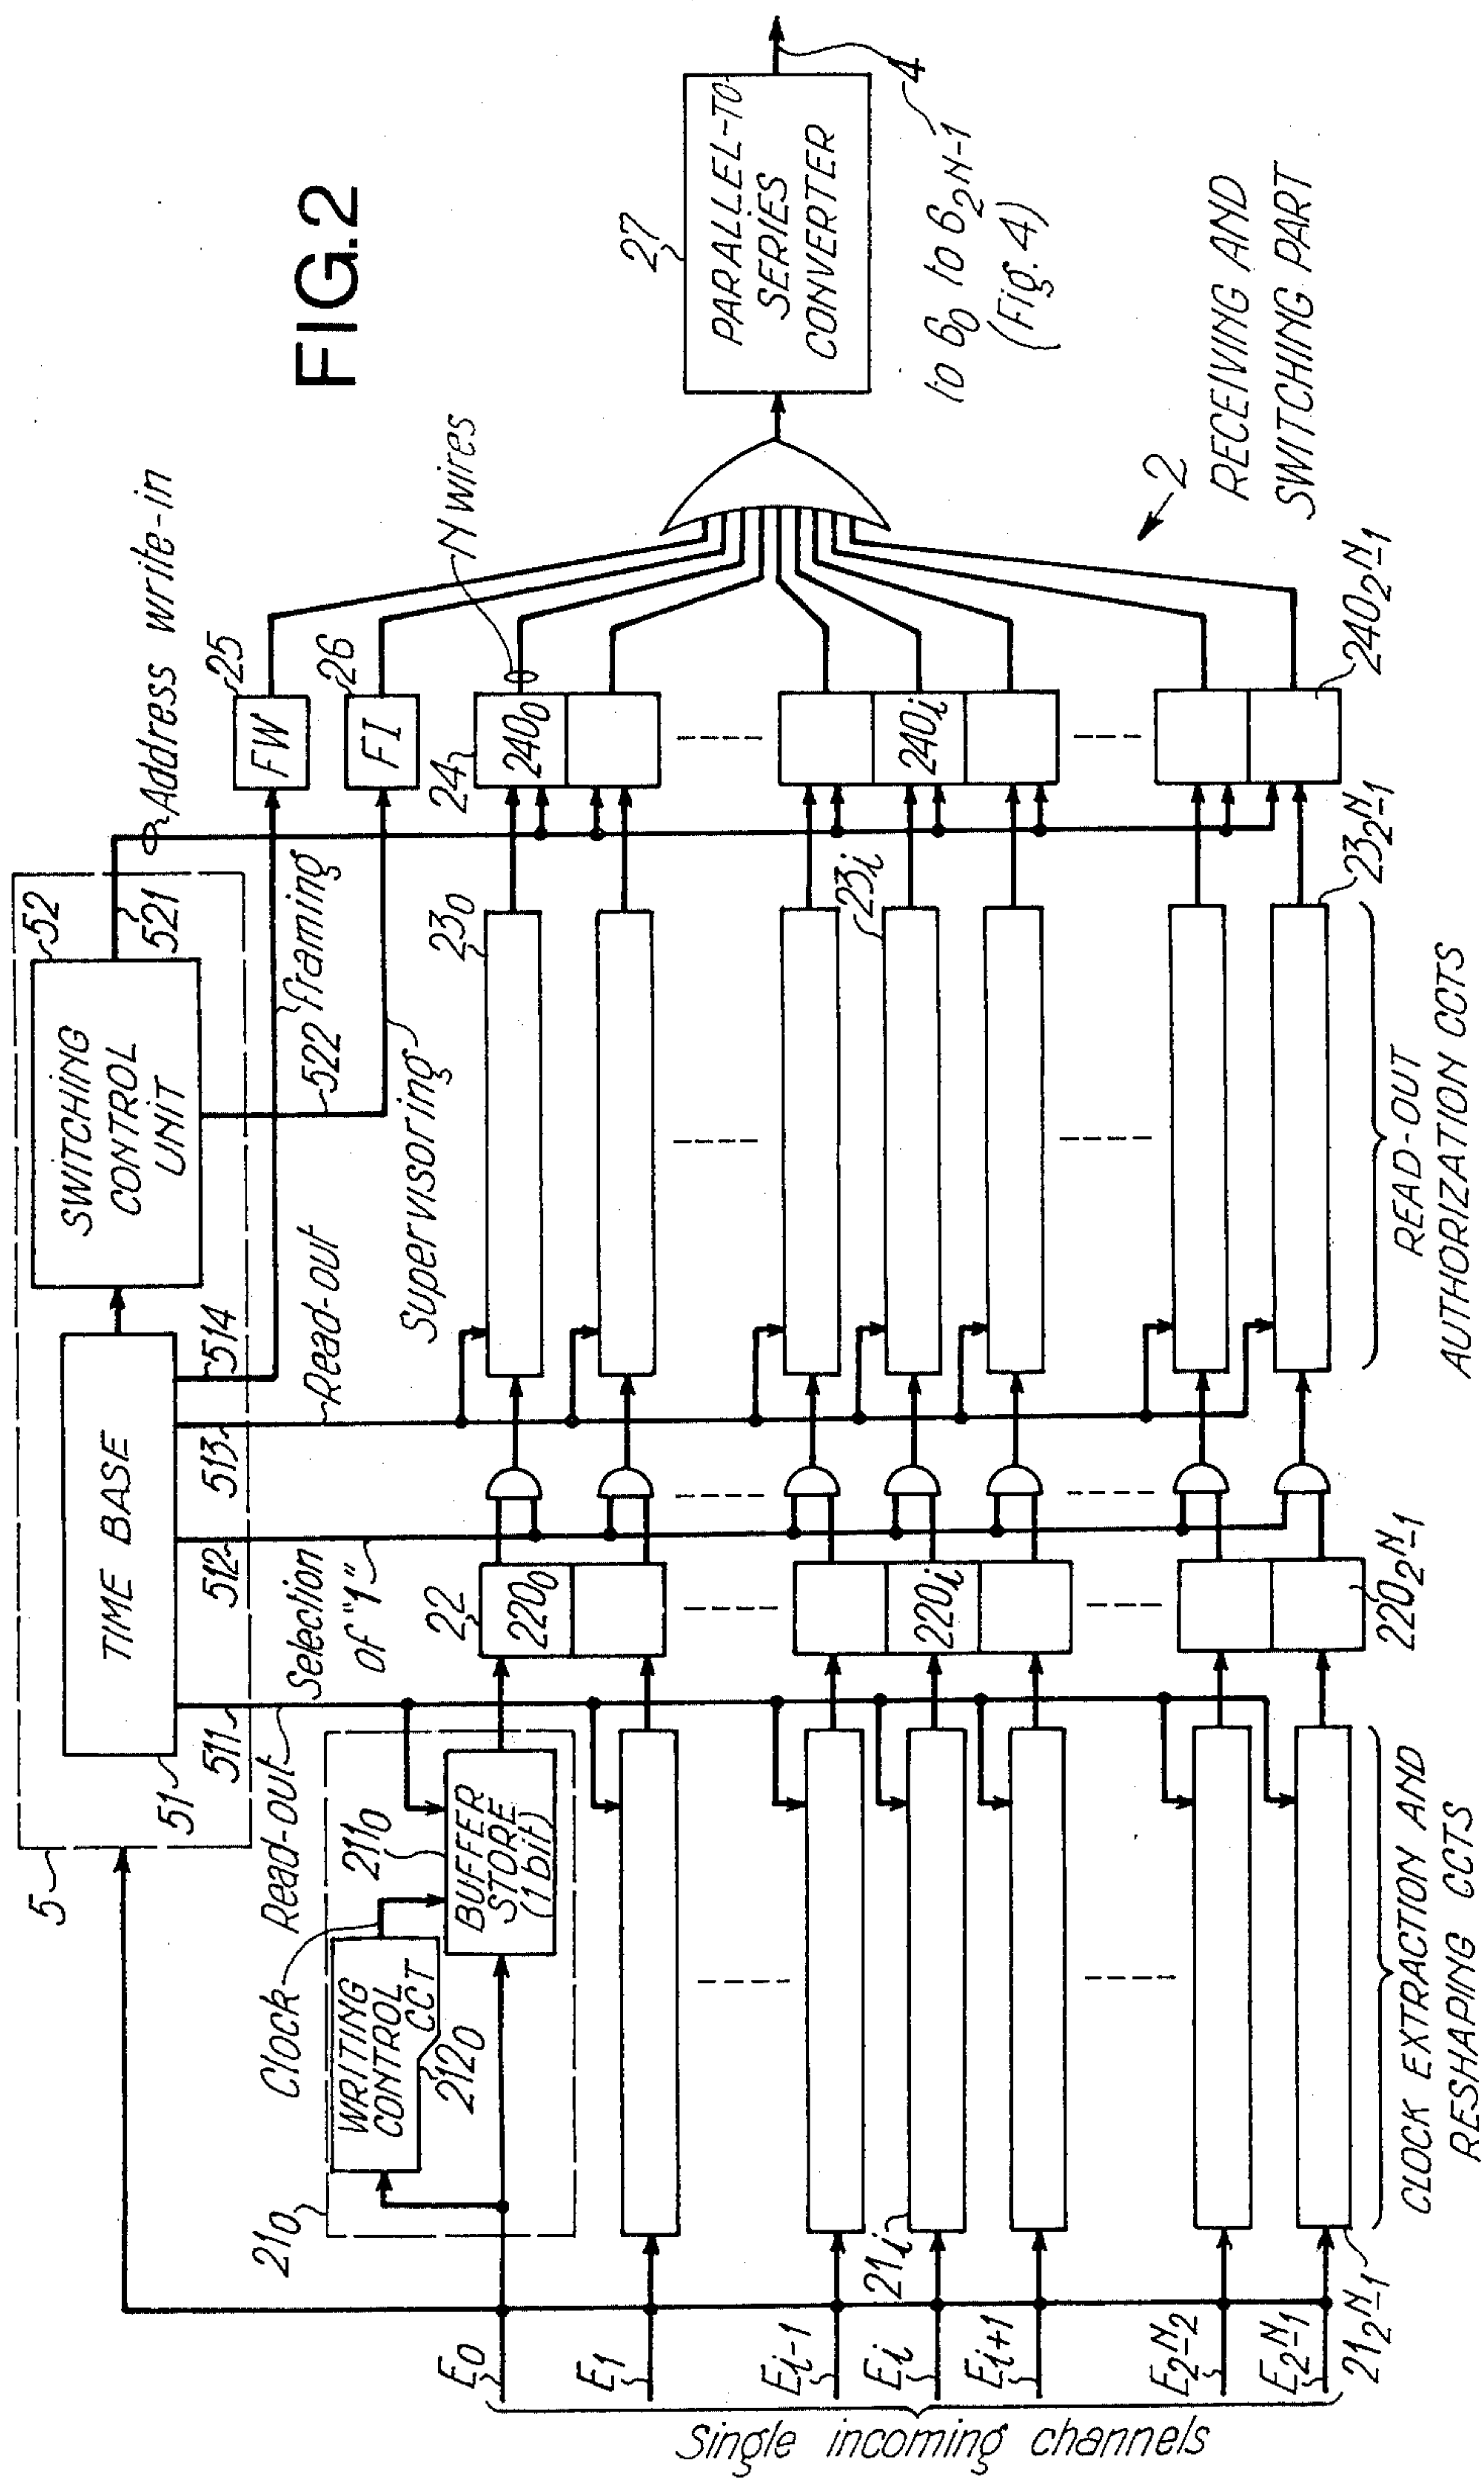 FIG.2
5
51
TIME BASE
52
SWITCHING
CONTROL
UNIT
511
512
513
514
521
522
Address write-in
framing
Supervisoring
Read-out
Selection
of "1"
Read-out
Clock
21₀
WRITING
CONTROL
CCT
212₀
211₀
BUFFER
STORE
(1 bit)
22
220₀
220ᵢ
220₂ᴺ₋₁
23₀
23ᵢ
23₂ᴺ₋₁
24
240₀
240ᵢ
240₂ᴺ₋₁
FW
25
FI
26
N wires
27
PARALLEL-TO-
SERIES
CONVERTER
4
to 6₀ to 6₂N-1
(Fig. 4)
2
RECEIVING AND
SWITCHING PART
E₀
E₁
Eᵢ₋₁
Eᵢ
Eᵢ₊₁
E₂ᴺ₋₂
E₂ᴺ₋₁
21ᵢ
21₂ᴺ₋₁
Single incoming channels
CLOCK EXTRACTION AND
RESHAPING CCTS
READ-OUT
AUTHORIZATION CCTS